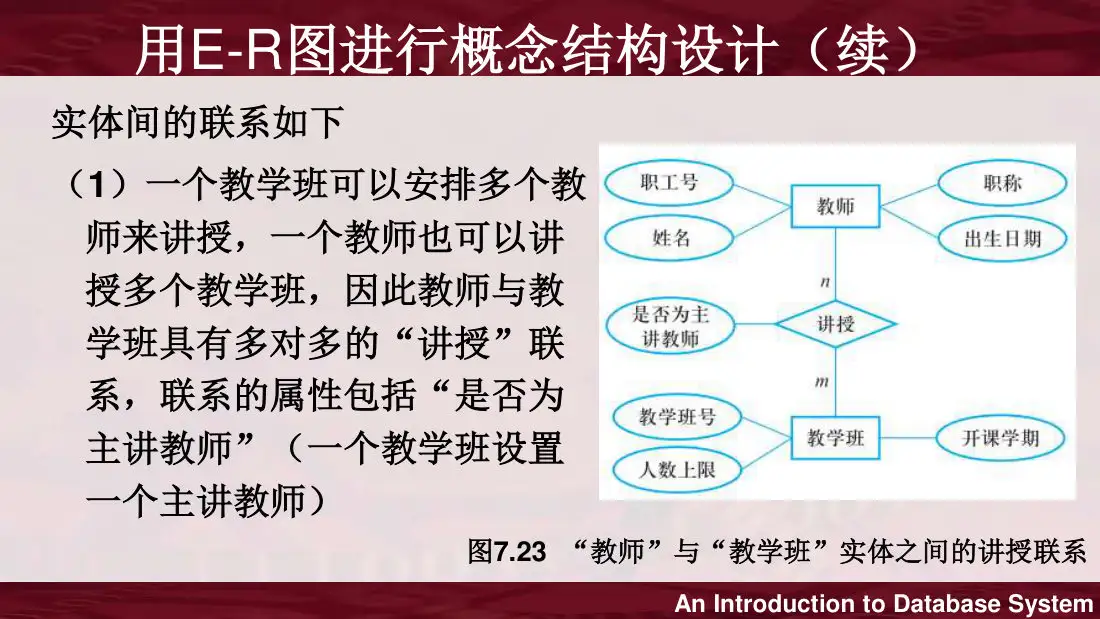 用E-R图进行概念结构设计（续）
实体间的联系如下
（1）一个教学班可以安排多个教
师来讲授，一个教师也可以讲
授多个教学班，因此教师与教
学班具有多对多的“讲授”联
系，联系的属性包括“是否为
主讲教师”（一个教学班设置
一个主讲教师）
职工号
教师
职称
姓名
出生日期
n
是否为主
讲教师
讲授
m
教学班号
教学班
开课学期
人数上限
图7.23 “教师”与“教学班”实体之间的讲授联系
An Introduction to Database System